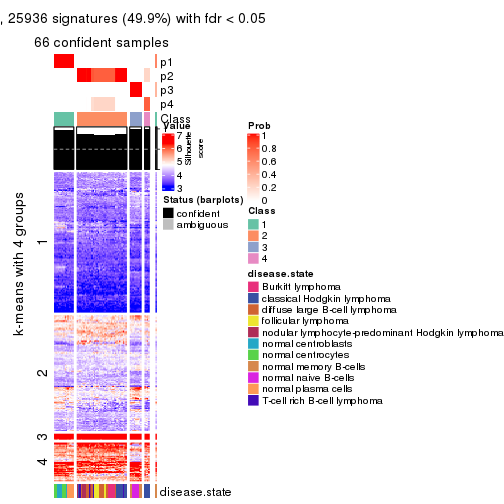 , 25936 signatures (49.9%) with fdr < 0.05
66 confident samples
p1
p2
p3
p4
Class
Silhouette
score
k-means with 4 groups
1
2
3
4
disease.state
Value
7
6
5
4
3
Status (barplots)
confident
ambiguous
Prob
1
0.8
0.6
0.4
0.2
0
Class
1
2
3
4
disease.state
Burkitt lymphoma
classical Hodgkin lymphoma
diffuse large B-cell lymphoma
follicular lymphoma
nodular lymphocyte-predominant Hodgkin lymphoma
normal centroblasts
normal centrocytes
normal memory B-cells
normal naive B-cells
normal plasma cells
T-cell rich B-cell lymphoma